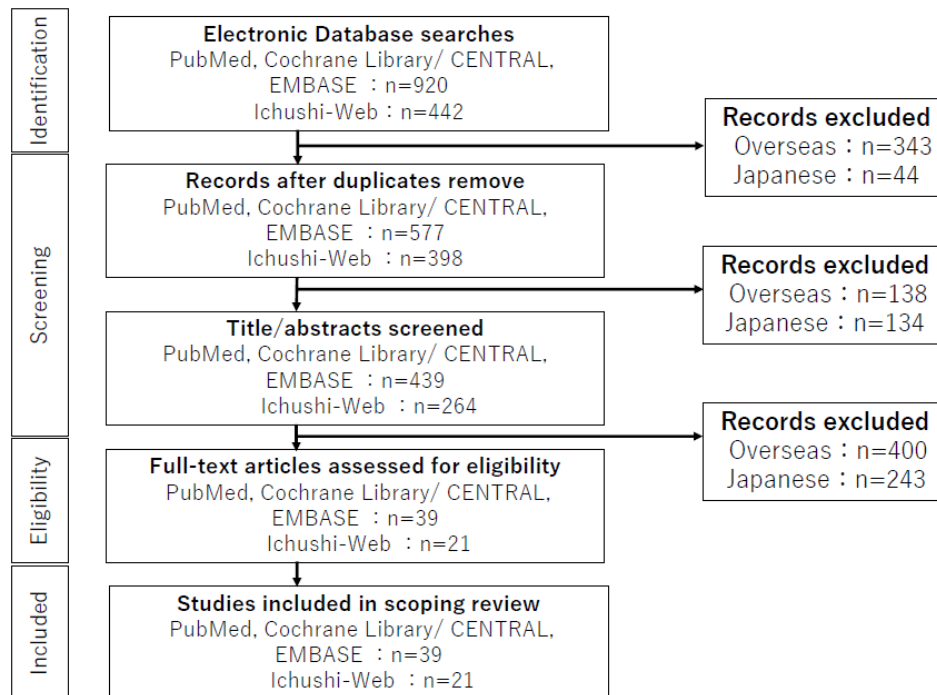 Identification
Electronic Database searches
PubMed, Cochrane Library/ CENTRAL,
EMBASE：n=920
Ichushi-Web：n=442
Records excluded
Overseas：n=343
Japanese：n=44
Screening
Records after duplicates remove
PubMed, Cochrane Library/ CENTRAL,
EMBASE：n=577
Ichushi-Web：n=398
Records excluded
Overseas：n=138
Japanese：n=134
Title/abstracts screened
PubMed, Cochrane Library/ CENTRAL,
EMBASE：n=439
Ichushi-Web：n=264
Records excluded
Overseas：n=400
Japanese：n=243
Eligibility
Full-text articles assessed for eligibility
PubMed, Cochrane Library/ CENTRAL,
EMBASE：n=39
Ichushi-Web：n=21
Included
Studies included in scoping review
PubMed, Cochrane Library/ CENTRAL,
EMBASE：n=39
Ichushi-Web：n=21